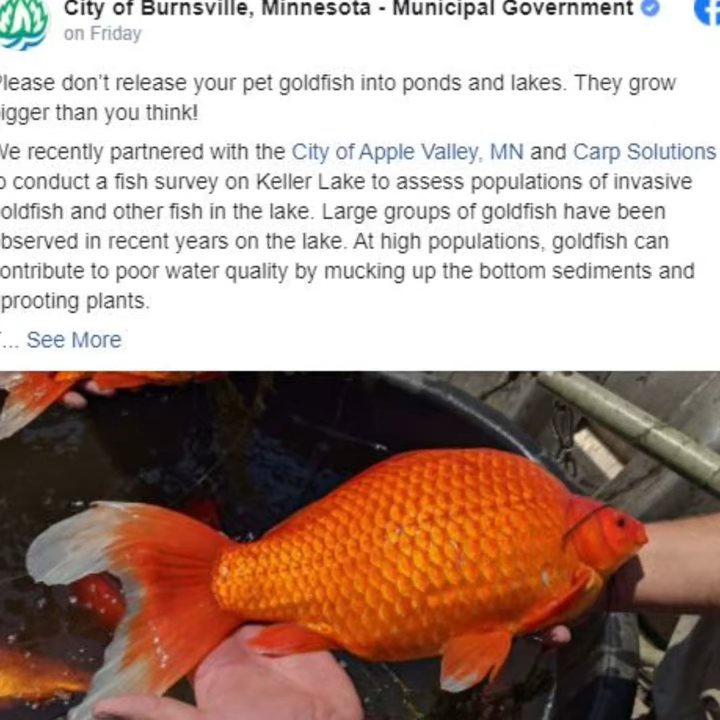 City of Burnsville, Minnesota - Municipal Government
on Friday
lease don't release your pet goldfish into ponds and lakes. They grow
igger than you think!
We recently partnered with the City of Apple Valley, MN and Carp Solutions
o conduct a fish survey on Keller Lake to assess populations of invasive
oldfish and other fish in the lake. Large groups of goldfish have been
bserved in recent years on the lake. At high populations, goldfish can
ontribute to poor water quality by mucking up the bottom sediments and
prooting plants.
... See More